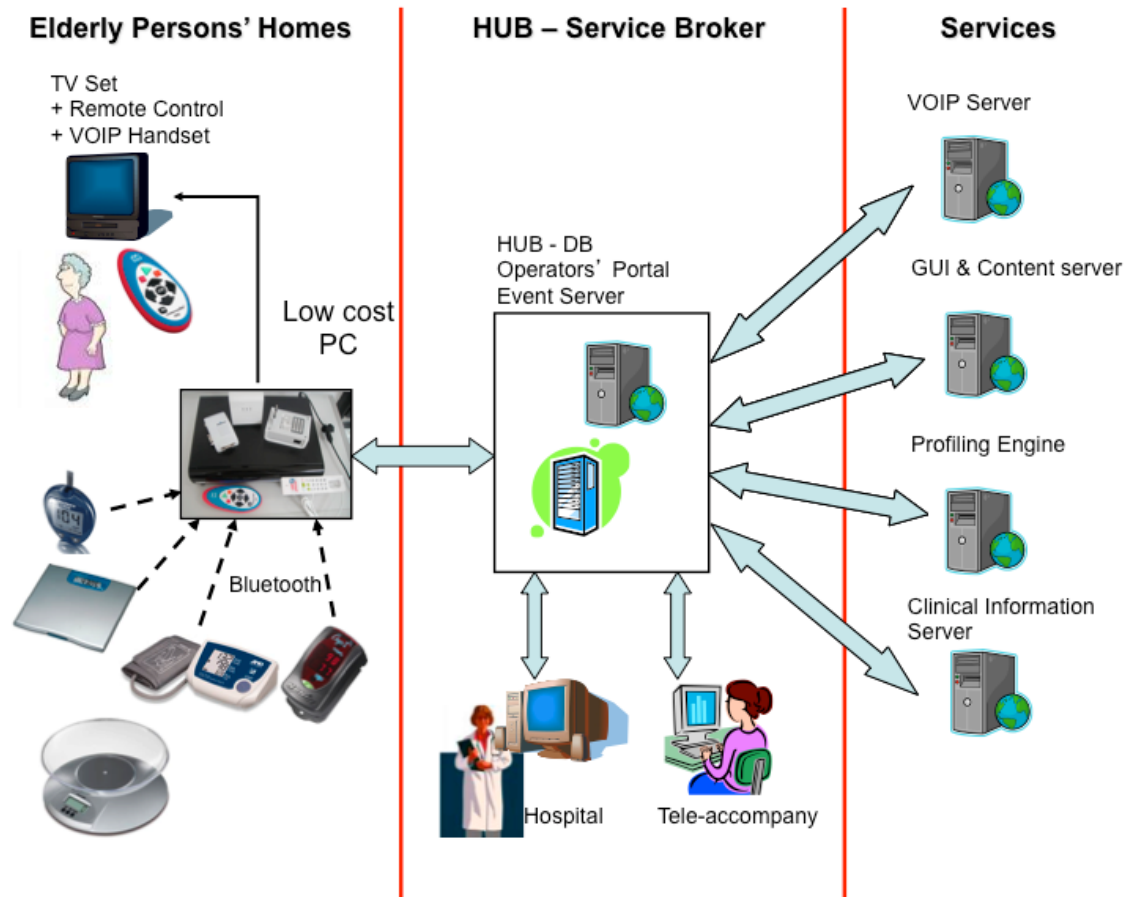 Elderly Persons' Homes
HUB – Service Broker
Services
TV Set
+ Remote Control
+ VOIP Handset
Low cost
PC
Bluetooth
HUB - DB
Operators' Portal
Event Server
Hospital
Tele-accompany
VOIP Server
GUI & Content server
Profiling Engine
Clinical Information
Server
104